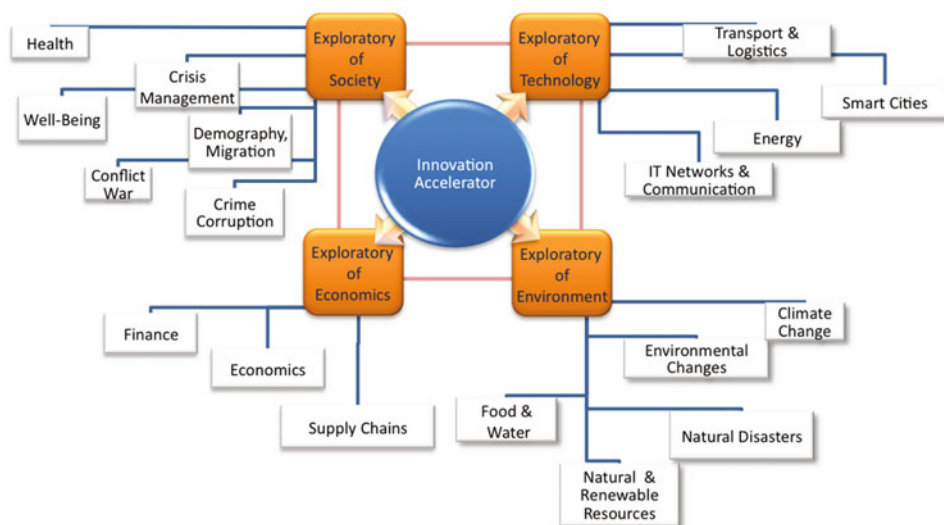 Health
Crisis
Management
Well-Being
Demography,
Migration
Conflict
War
Crime
Corruption
Exploratory
of
Society
Exploratory
of
Technology
Transport &
Logistics
Smart Cities
Energy
IT Networks &
Communication
Innovation
Accelerator
Exploratory
of
Economics
Exploratory
of
Environment
Finance
Economics
Supply Chains
Climate
Change
Environmental
Changes
Food &
Water
Natural Disasters
Natural &
Renewable
Resources